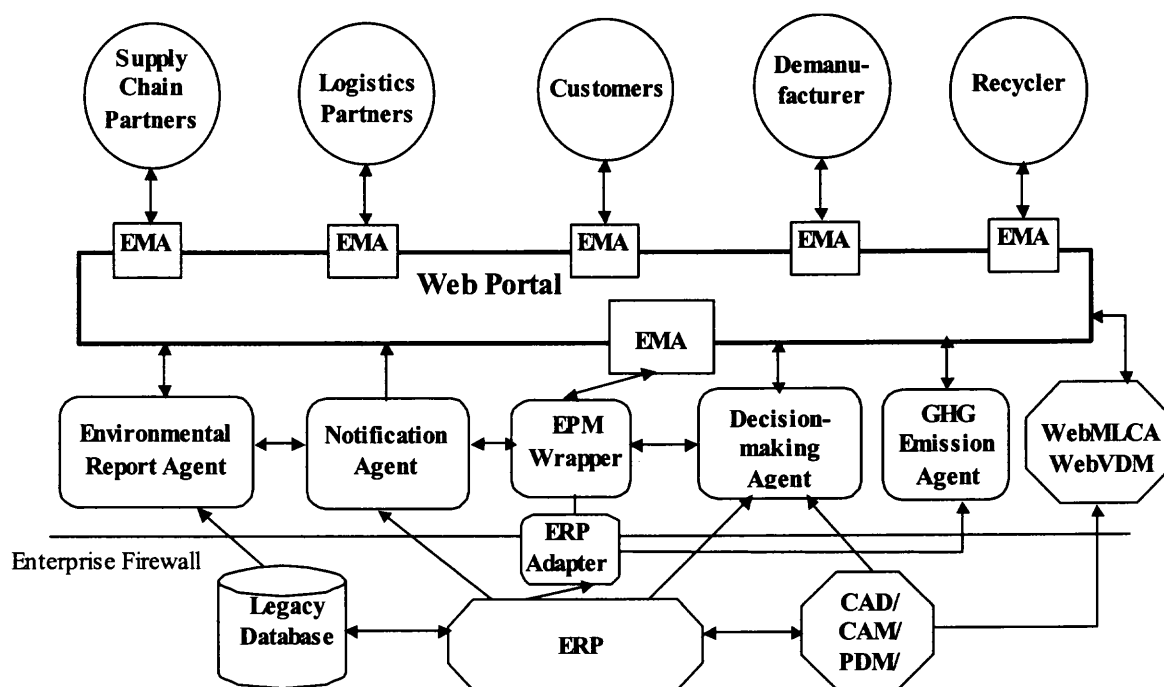 Supply
Chain
Partners
Logistics
Partners
Customers
Demanu-
facturer
Recycler
EMA
EMA
EMA
EMA
EMA
Web Portal
EMA
Environmental
Report Agent
Notification
Agent
EPM
Wrapper
Decision-
making
Agent
GHG
Emission
Agent
WebMLCA
WebVDM
ERP
Adapter
Enterprise Firewall
Legacy
Database
ERP
CAD/
CAM/
PDM/